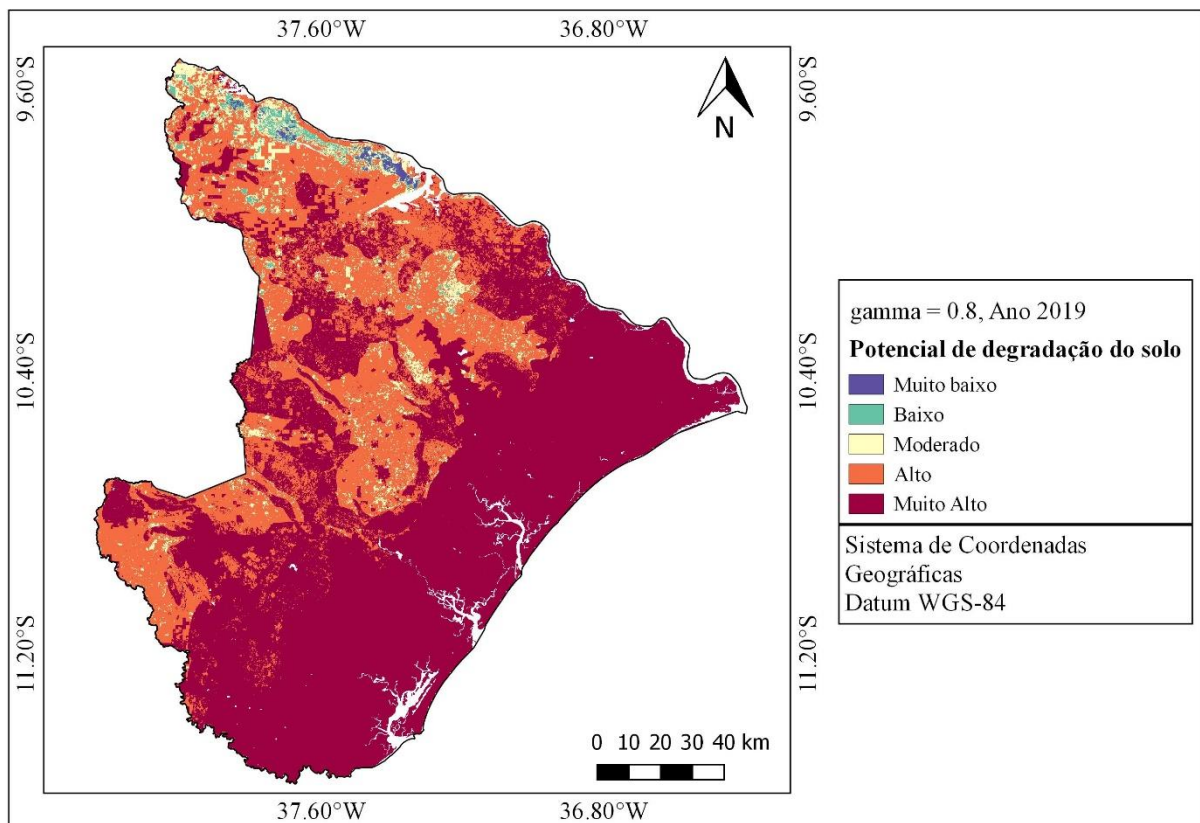 37.60°W 36.80°W
9.60°S 9.60°S
N
gamma = 0.8, Ano 2019
Potencial de degradação do solo
Muito baixo
Baixo
Moderado
Alto
Muito Alto
10.40°S 10.40°S
Sistema de Coordenadas
Geográficas
Datum WGS-84
11.20°S 11.20°S
0 10 20 30 40 km
37.60°W 36.80°W